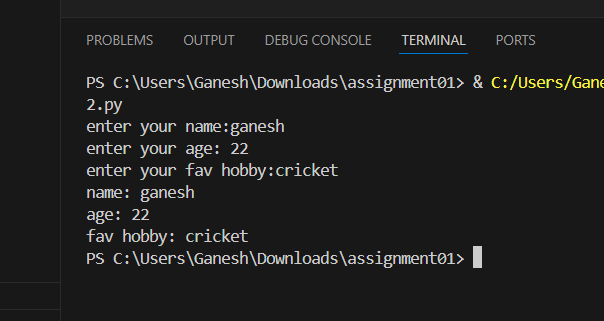 PROBLEMS OUTPUT DEBUG CONSOLE TERMINAL PORTS
PS C:\Users\Ganesh\Downloads\assignment01> & C:/Users/Gane
2.py
enter your name:ganesh
enter your age: 22
enter your fav hobby:cricket
name: ganesh
age: 22
fav hobby: cricket
PS C:\Users\Ganesh\Downloads\assignment01>